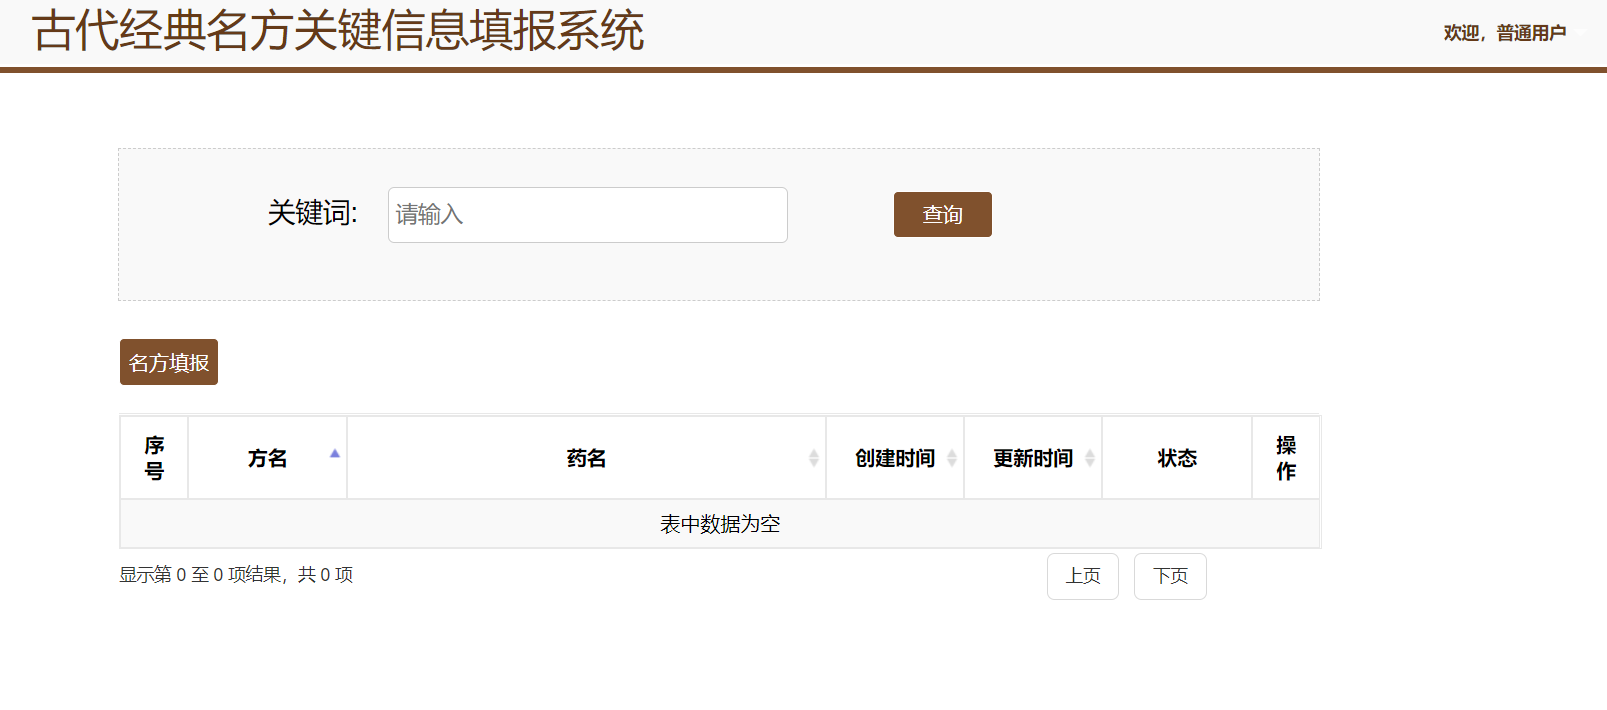 古代经典名方关键信息填报系统
欢迎，普通用户
关键词:
请输入
查询
名方填报
序号
方名
药名
创建时间
更新时间
状态
操作
表中数据为空
显示第 0 至 0 项结果，共 0 项
上页
下页